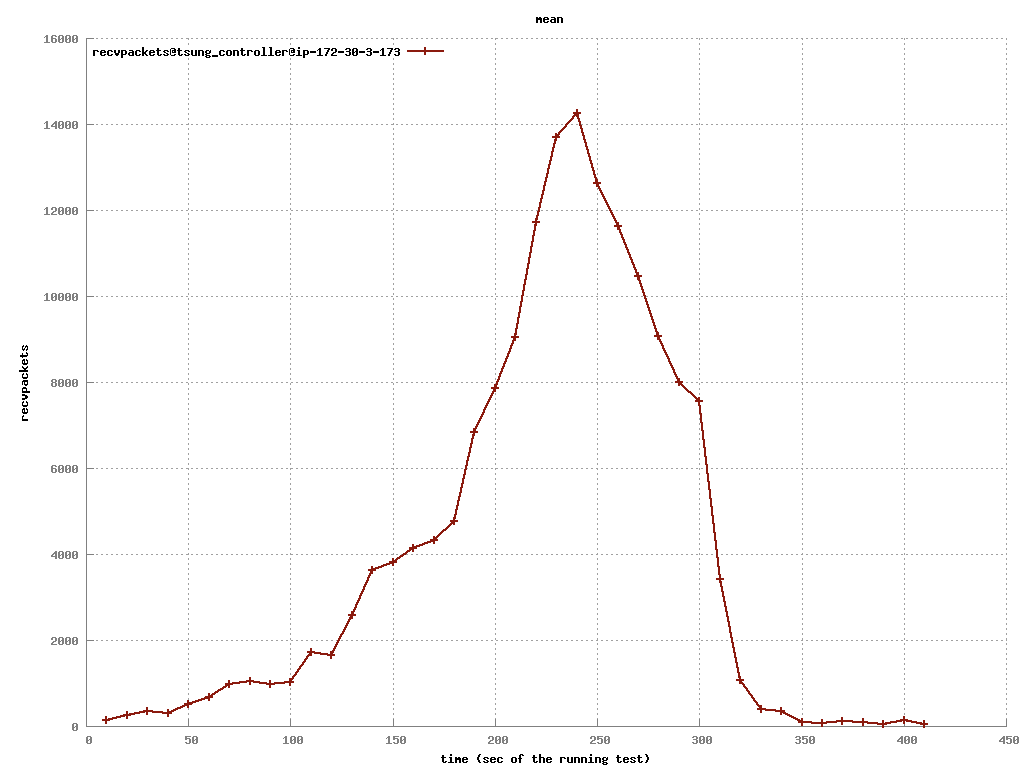 mean
recvpackets@tsung_controller@ip-172-30-3-173
16000
14000
12000
10000
8000
6000
4000
2000
0
recvpackets
0 50 100 150 200 250 300 350 400 450
time (sec of the running test)